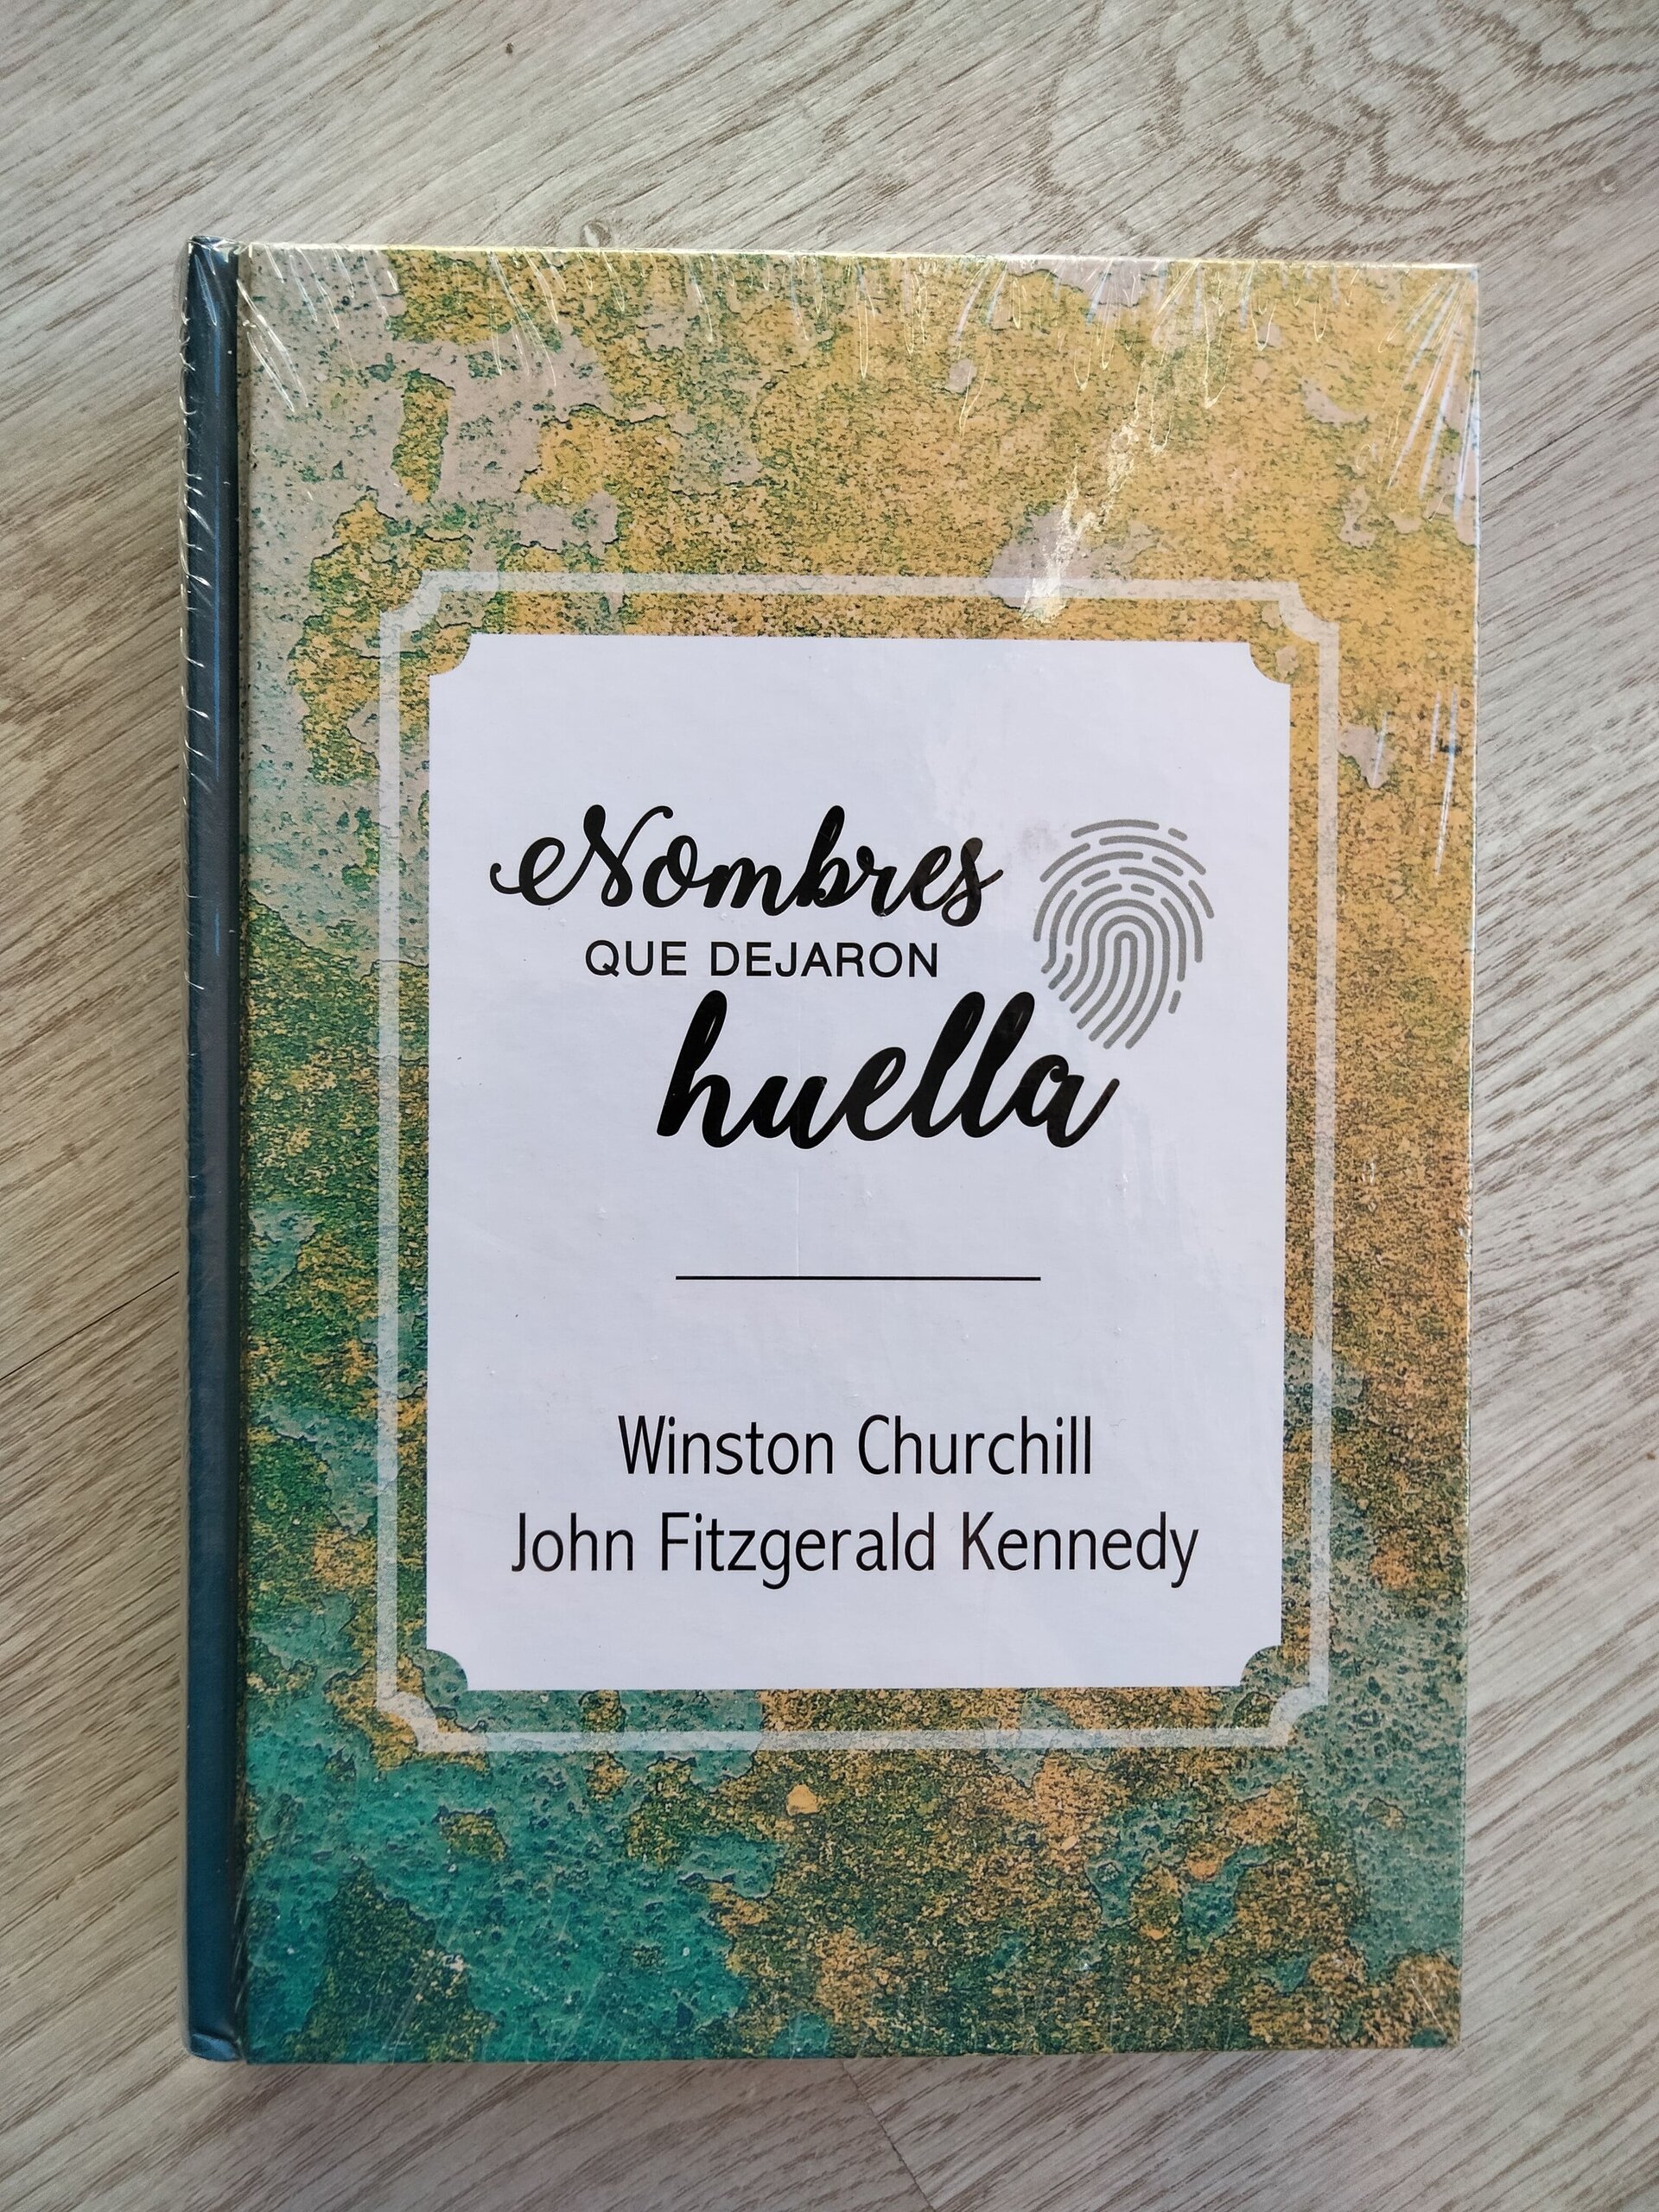 Nombres
QUE DEJARON
huella
Winston Churchill
John Fitzgerald Kennedy